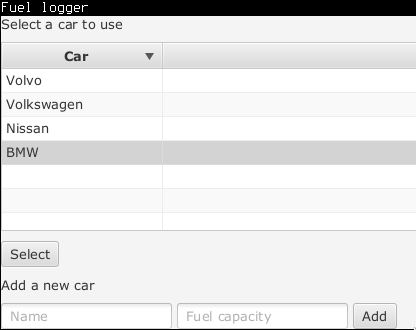 Fuel logger
Select a car to use
Car
Volvo
Volkswagen
Nissan
BMW
Select
Add a new car
Name Fuel capacity Add